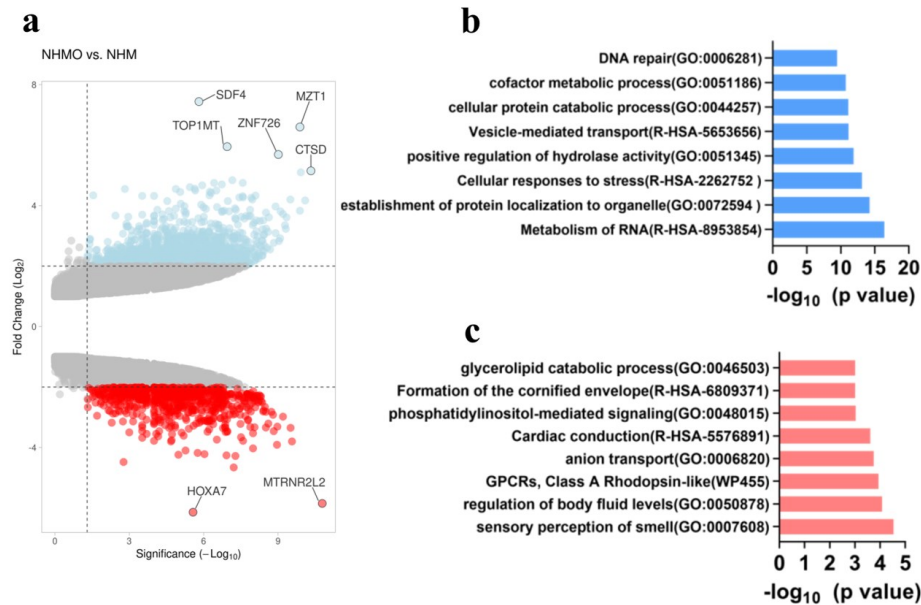 a
NHMO vs. NHM
8
4
0
-4
Fold Change (Log2)
SDF4
MZT1
TOP1MT
ZNF726
CTSD
HOXA7
MTRNR2L2
0 3 6 9
Significance (−Log10)
b
DNA repair(GO:0006281)
cofactor metabolic process(GO:0051186)
cellular protein catabolic process(GO:0044257)
Vesicle-mediated transport(R-HSA-5653656)
positive regulation of hydrolase activity(GO:0051345)
Cellular responses to stress(R-HSA-2262752 )
establishment of protein localization to organelle(GO:0072594 )
Metabolism of RNA(R-HSA-8953854)
0 5 10 15 20
-log10 (p value)
c
glycerolipid catabolic process(GO:0046503)
Formation of the cornified envelope(R-HSA-6809371)
phosphatidylinositol-mediated signaling(GO:0048015)
Cardiac conduction(R-HSA-5576891)
anion transport(GO:0006820)
GPCRs, Class A Rhodopsin-like(WP455)
regulation of body fluid levels(GO:0050878)
sensory perception of smell(GO:0007608)
0 1 2 3 4 5
-log10 (p value)